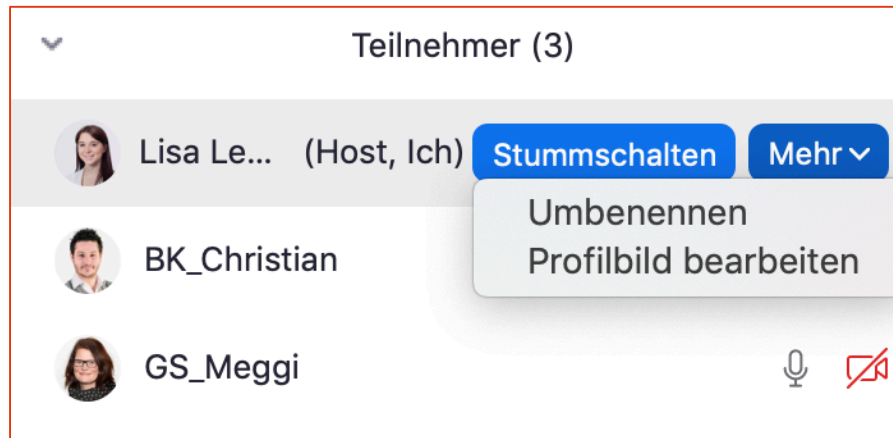 Teilnehmer (3)
Lisa Le... (Host, Ich) Stummschalten Mehr
Umbenennen
Profilbild bearbeiten
BK_Christian
GS_Meggi